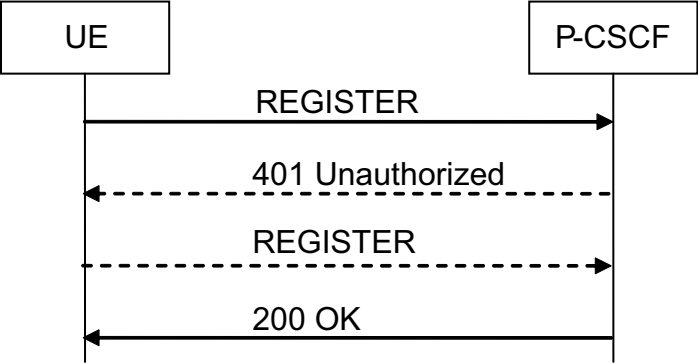 UE
P-CSCF
REGISTER
401 Unauthorized
REGISTER
200 OK